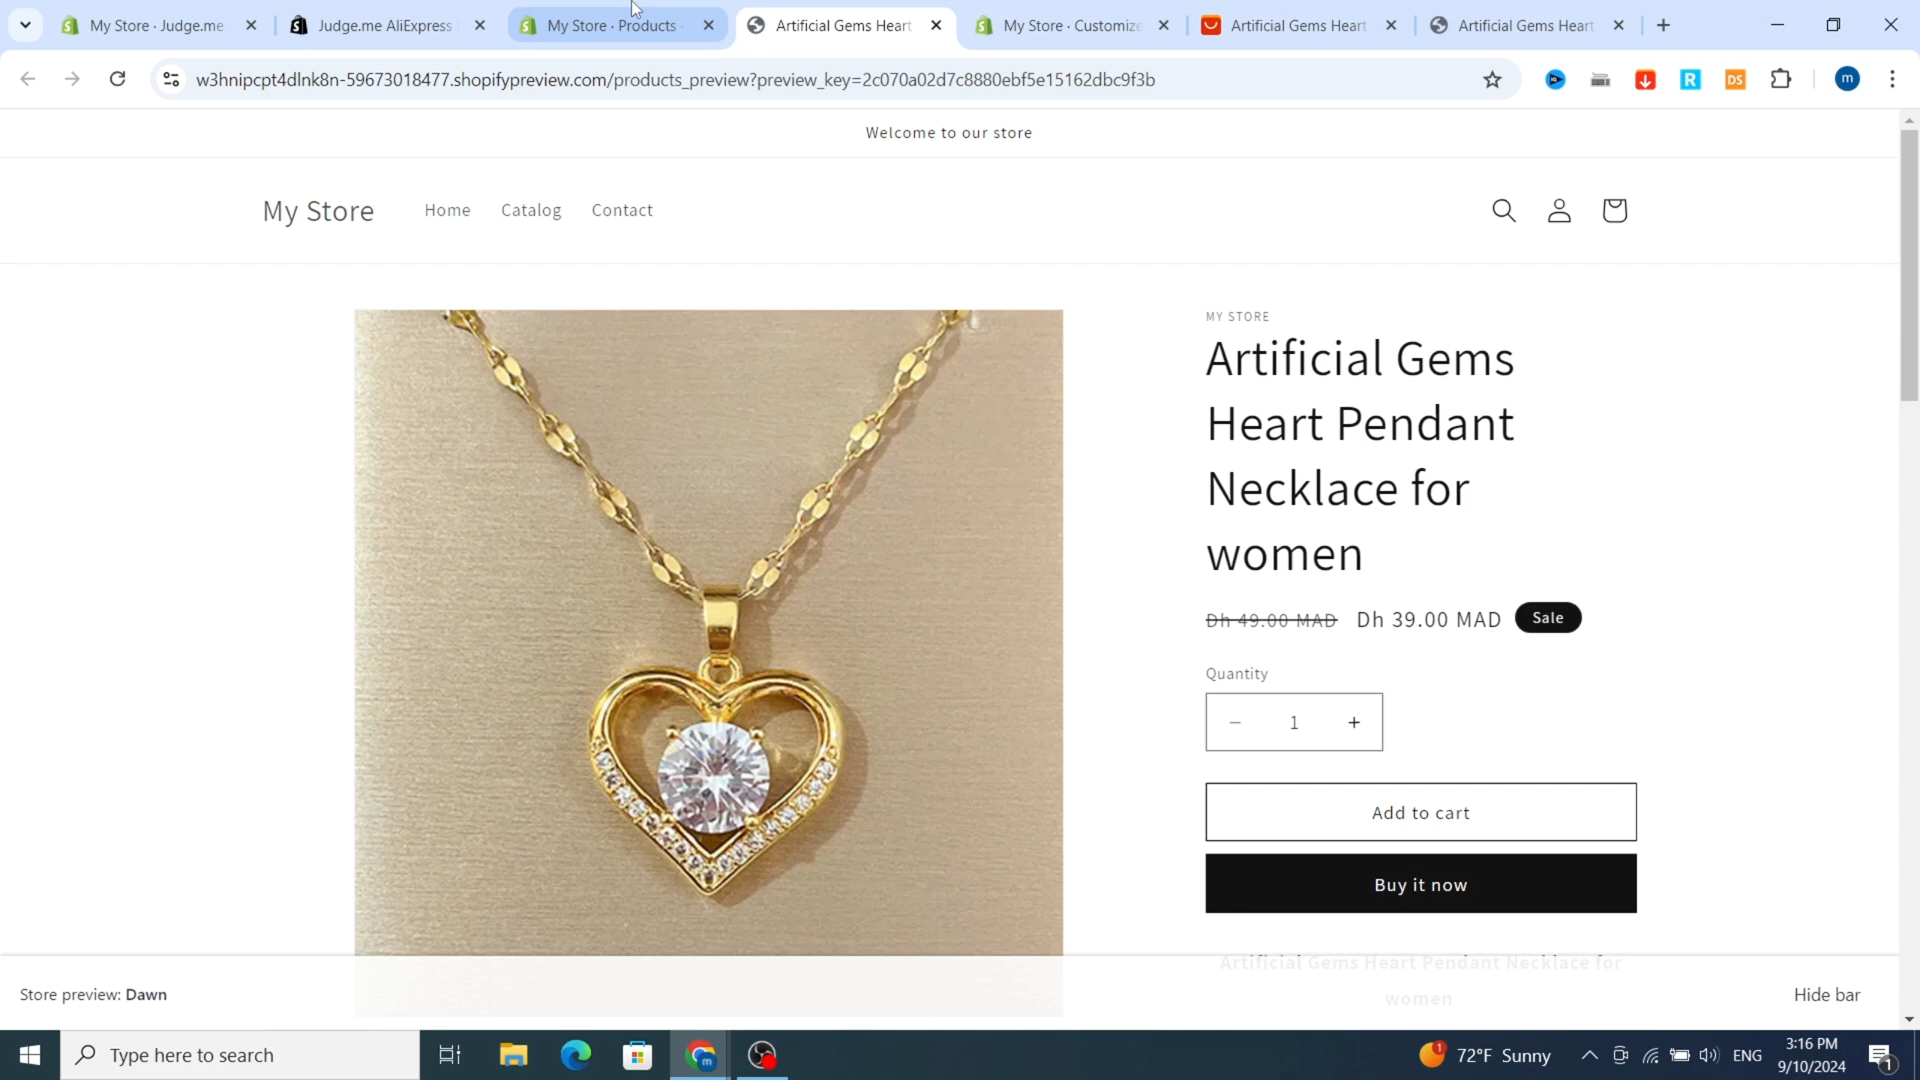 My Store · Judge.me
Judge.me AliExpress
My Store · Products ·
Artificial Gems Heart
My Store · Customize
Artificial Gems Heart
Artificial Gems Heart
w3hnipcpt4dlnk8n-59673018477.shopifypreview.com/products_preview?preview_key=2c070a02d7c8880ebf5e15162dbc9f3b
R
DS
m
Welcome to our store
My Store
Home
Catalog
Contact
MY STORE
Artificial Gems
Heart Pendant
Necklace for
women
Dh 49.00 MAD Dh 39.00 MAD Sale
Quantity
1
Add to cart
Buy it now
Artificial Gems Heart Pendant Necklace for
women
Store preview: Dawn
Hide bar
Type here to search
m
1
72°F Sunny
ENG
3:16 PM
9/10/2024
1